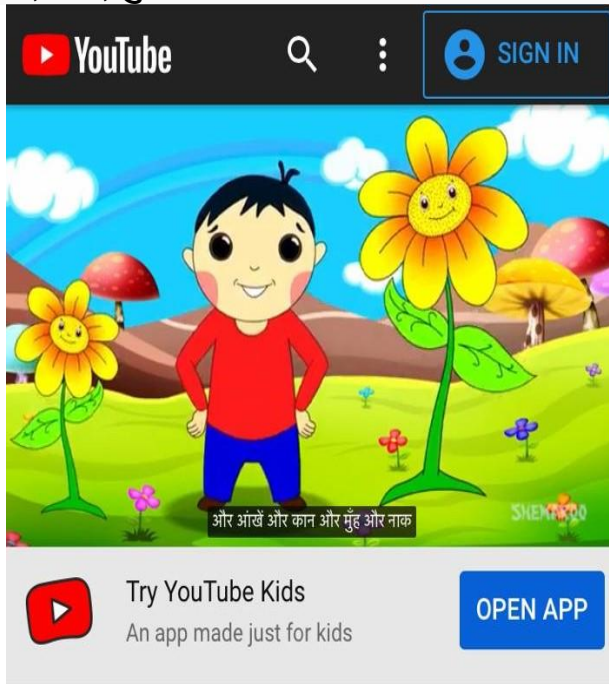 YouTube
SIGN IN
और आंखें और कान और मुँह और नाक
SHEMAROO
Try YouTube Kids
An app made just for kids
OPEN APP